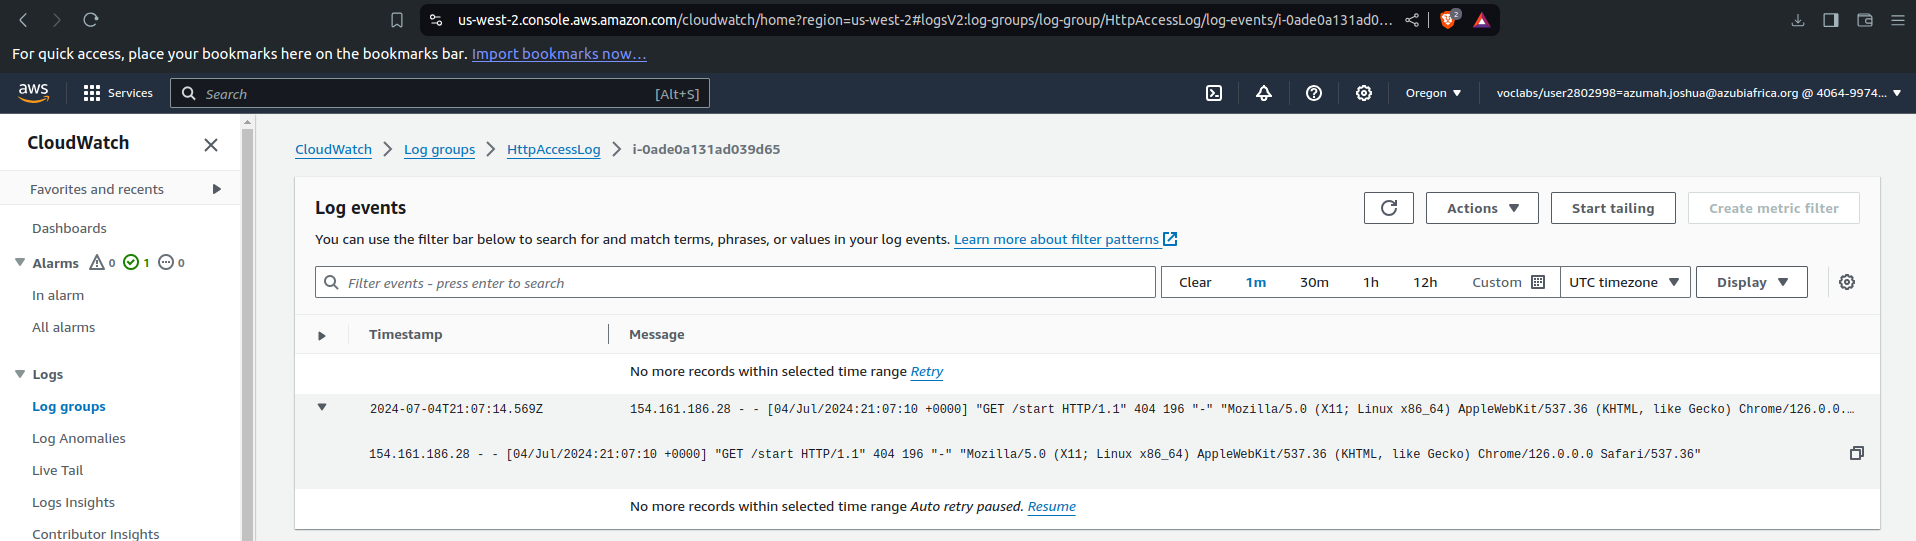 us-west-2.console.aws.amazon.com/cloudwatch/home?region=us-west-2#logsV2:log-groups/log-group/HttpAccessLog/log-events/i-0ade0a131ad0...
2
For quick access, place your bookmarks here on the bookmarks bar. Import bookmarks now...
aws
Services
Search
[Alt+S]
Oregon
voclabs/user2802998=azumah.joshua@azubiafrica.org @ 4064-9974...
CloudWatch
Favorites and recents
Dashboards
Alarms 0 1 0
In alarm
All alarms
Logs
Log groups
Log Anomalies
Live Tail
Logs Insights
Contributor Insights
CloudWatch > Log groups > HttpAccessLog > i-0ade0a131ad039d65
Log events
Actions
Start tailing
Create metric filter
You can use the filter bar below to search for and match terms, phrases, or values in your log events. Learn more about filter patterns
Filter events - press enter to search
Clear 1m 30m 1h 12h Custom UTC timezone Display
Timestamp Message
No more records within selected time range Retry
2024-07-04T21:07:14.569Z 154.161.186.28 - - [04/Jul/2024:21:07:10 +0000] "GET /start HTTP/1.1" 404 196 "-" "Mozilla/5.0 (X11; Linux x86_64) AppleWebKit/537.36 (KHTML, like Gecko) Chrome/126.0.0...
154.161.186.28 - - [04/Jul/2024:21:07:10 +0000] "GET /start HTTP/1.1" 404 196 "-" "Mozilla/5.0 (X11; Linux x86_64) AppleWebKit/537.36 (KHTML, like Gecko) Chrome/126.0.0.0 Safari/537.36"
No more records within selected time range Auto retry paused. Resume